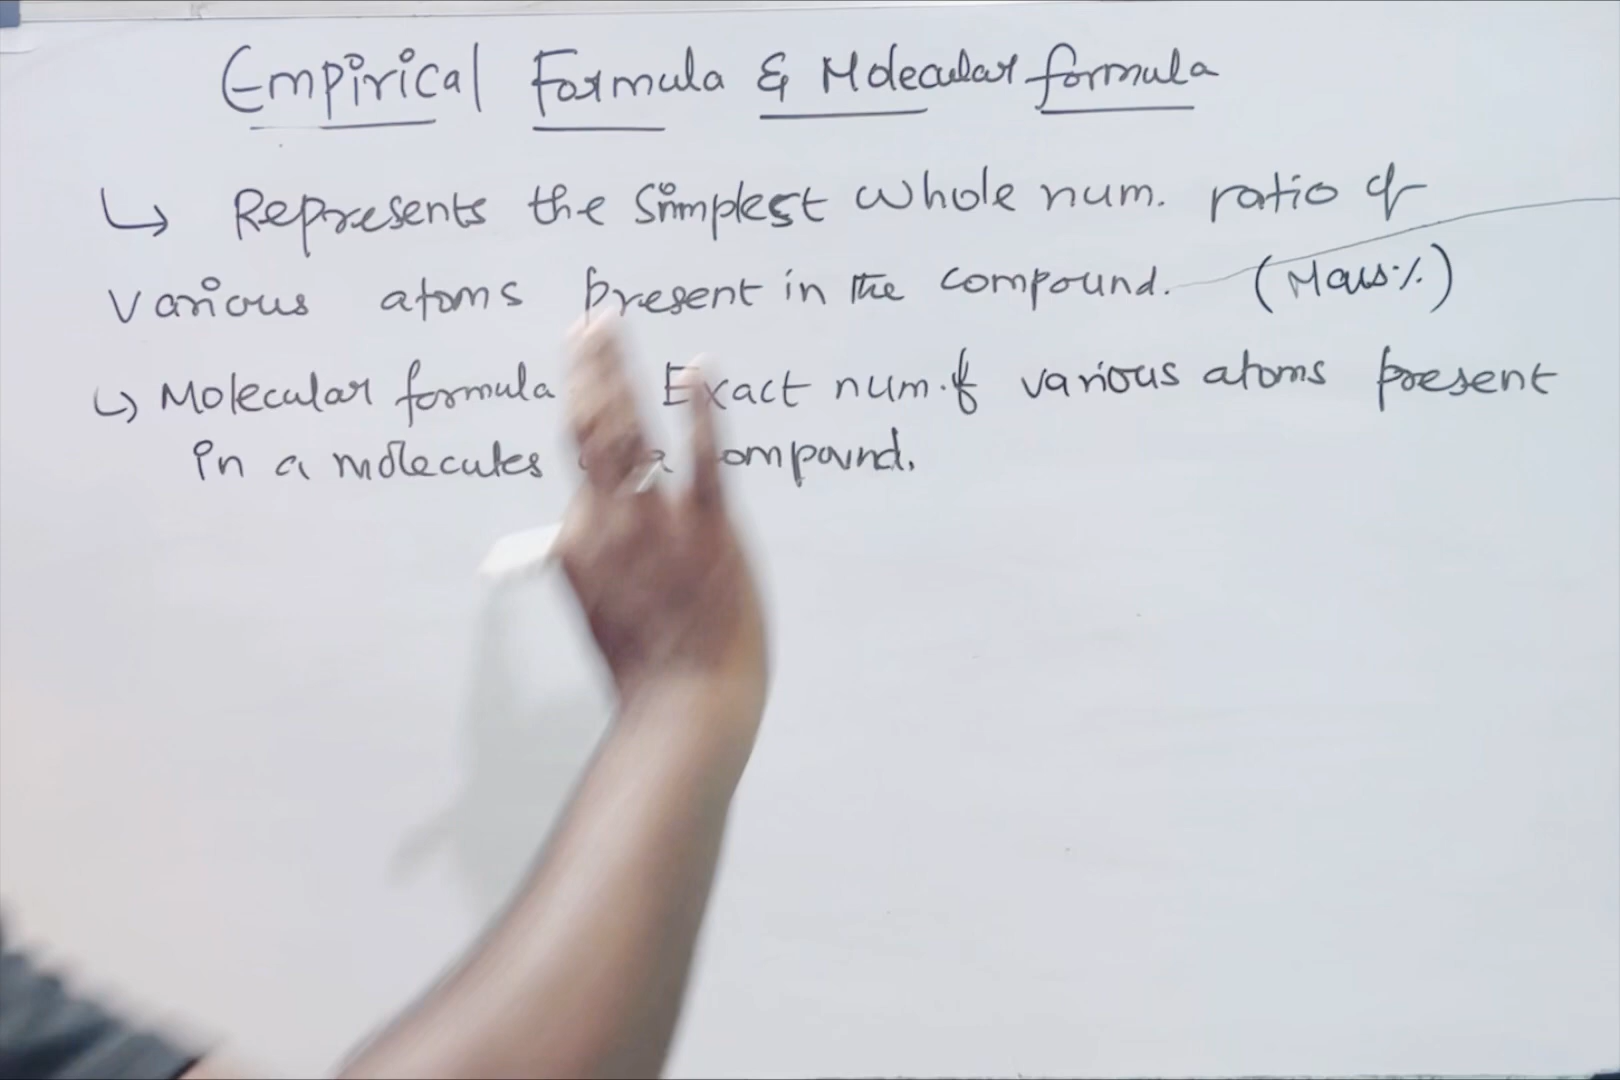 Empirical Formula & Molecular formula
↳ Represents the Simplest whole num. ratio of
various atoms present in the compound. (Mass%)
↳ Molecular formula Exact num. of various atoms present
in a molecules a compound.